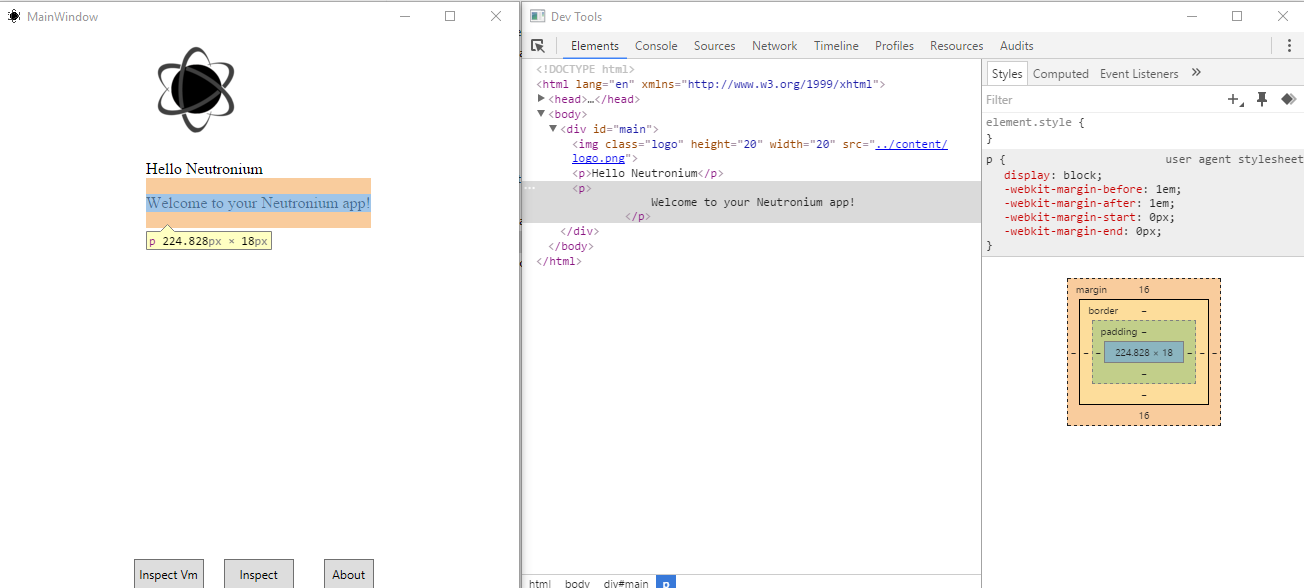 MainWindow
Hello Neutronium
Welcome to your Neutronium app!
p 224.828px × 18px
Inspect Vm
Inspect
About
Dev Tools
Elements Console Sources Network Timeline Profiles Resources Audits
<!DOCTYPE html>
<html lang="en" xmlns="http://www.w3.org/1999/xhtml">
<head>…</head>
<body>
<div id="main">
<img class="logo" height="20" width="20" src="../content/
logo.png">
<p>Hello Neutronium</p>
<p>
Welcome to your Neutronium app!
</p>
</div>
</body>
</html>
html body div#main p
Styles Computed Event Listeners »
Filter
element.style {
}
p { user agent stylesheet
display: block;
-webkit-margin-before: 1em;
-webkit-margin-after: 1em;
-webkit-margin-start: 0px;
-webkit-margin-end: 0px;
}
margin 16
border –
padding –
– – – 224.828 × 18 – – –
–
–
16